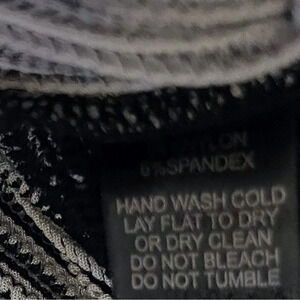 6%SPANDEX
HAND WASH COLD
LAY FLAT TO DRY
OR DRY CLEAN
DO NOT BLEACH
DO NOT TUMBLE